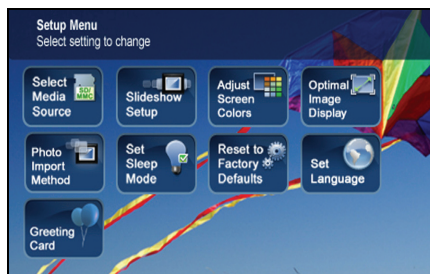 Setup Menu
Select setting to change
Select
Media
Source
SD/
MMC
Slideshow
Setup
Adjust
Screen
Colors
Optimal
Image
Display
Photo
Import
Method
Set
Sleep
Mode
Reset to
Factory
Defaults
Set
Language
Greeting
Card